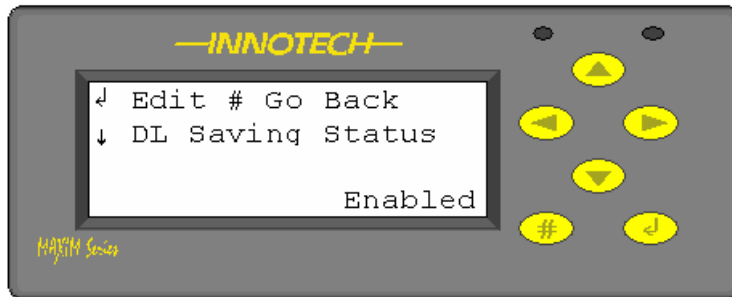 INNOTECH
↲ Edit # Go Back
↓ DL Saving Status
Enabled
#
MAXIM Series